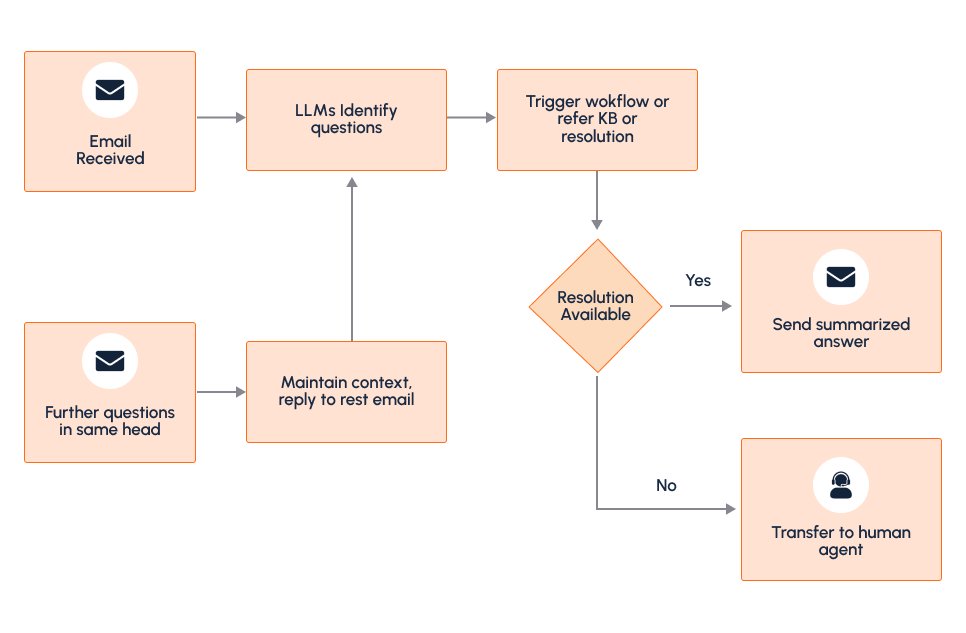 Email
Received
LLMs Identify
questions
Trigger wokflow or
refer KB or
resolution
Resolution
Available
Yes
Send summarized
answer
Further questions
in same head
Maintain context,
reply to rest email
No
Transfer to human
agent